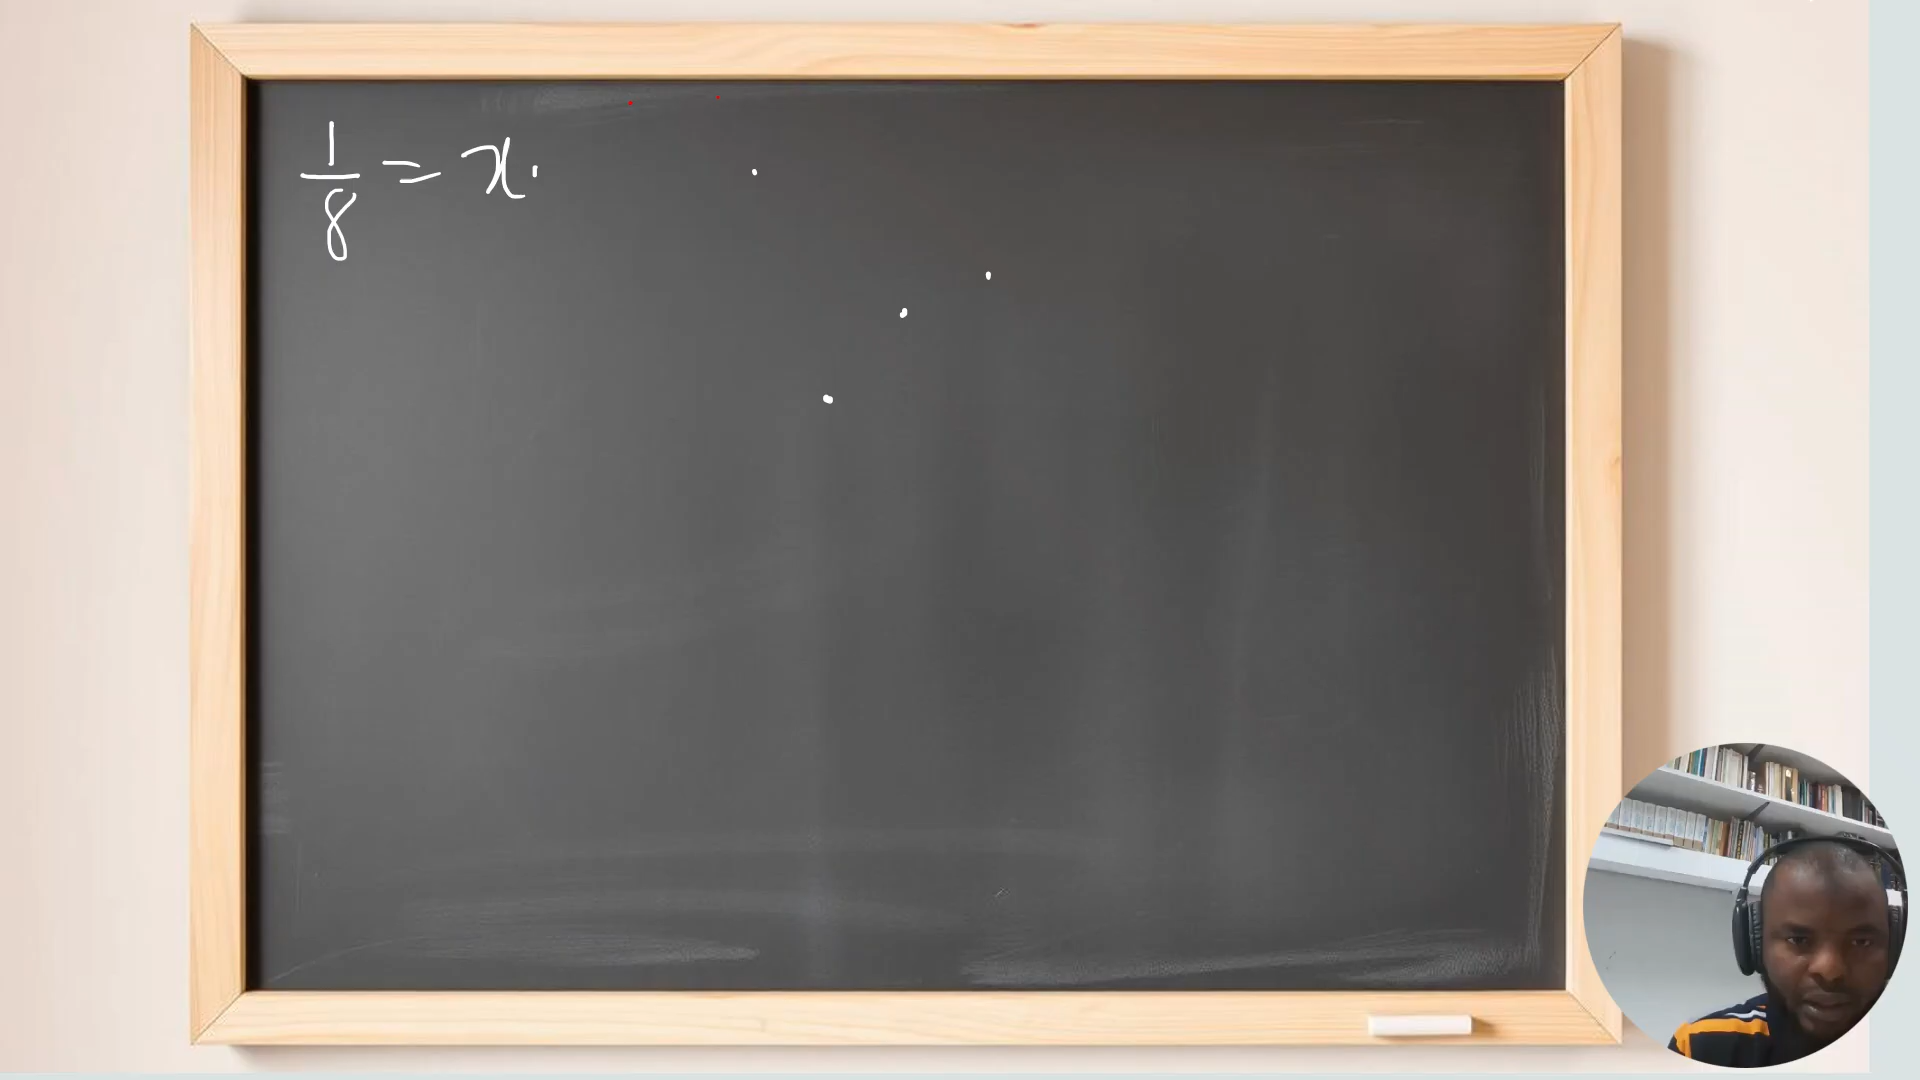 1/8 = x.